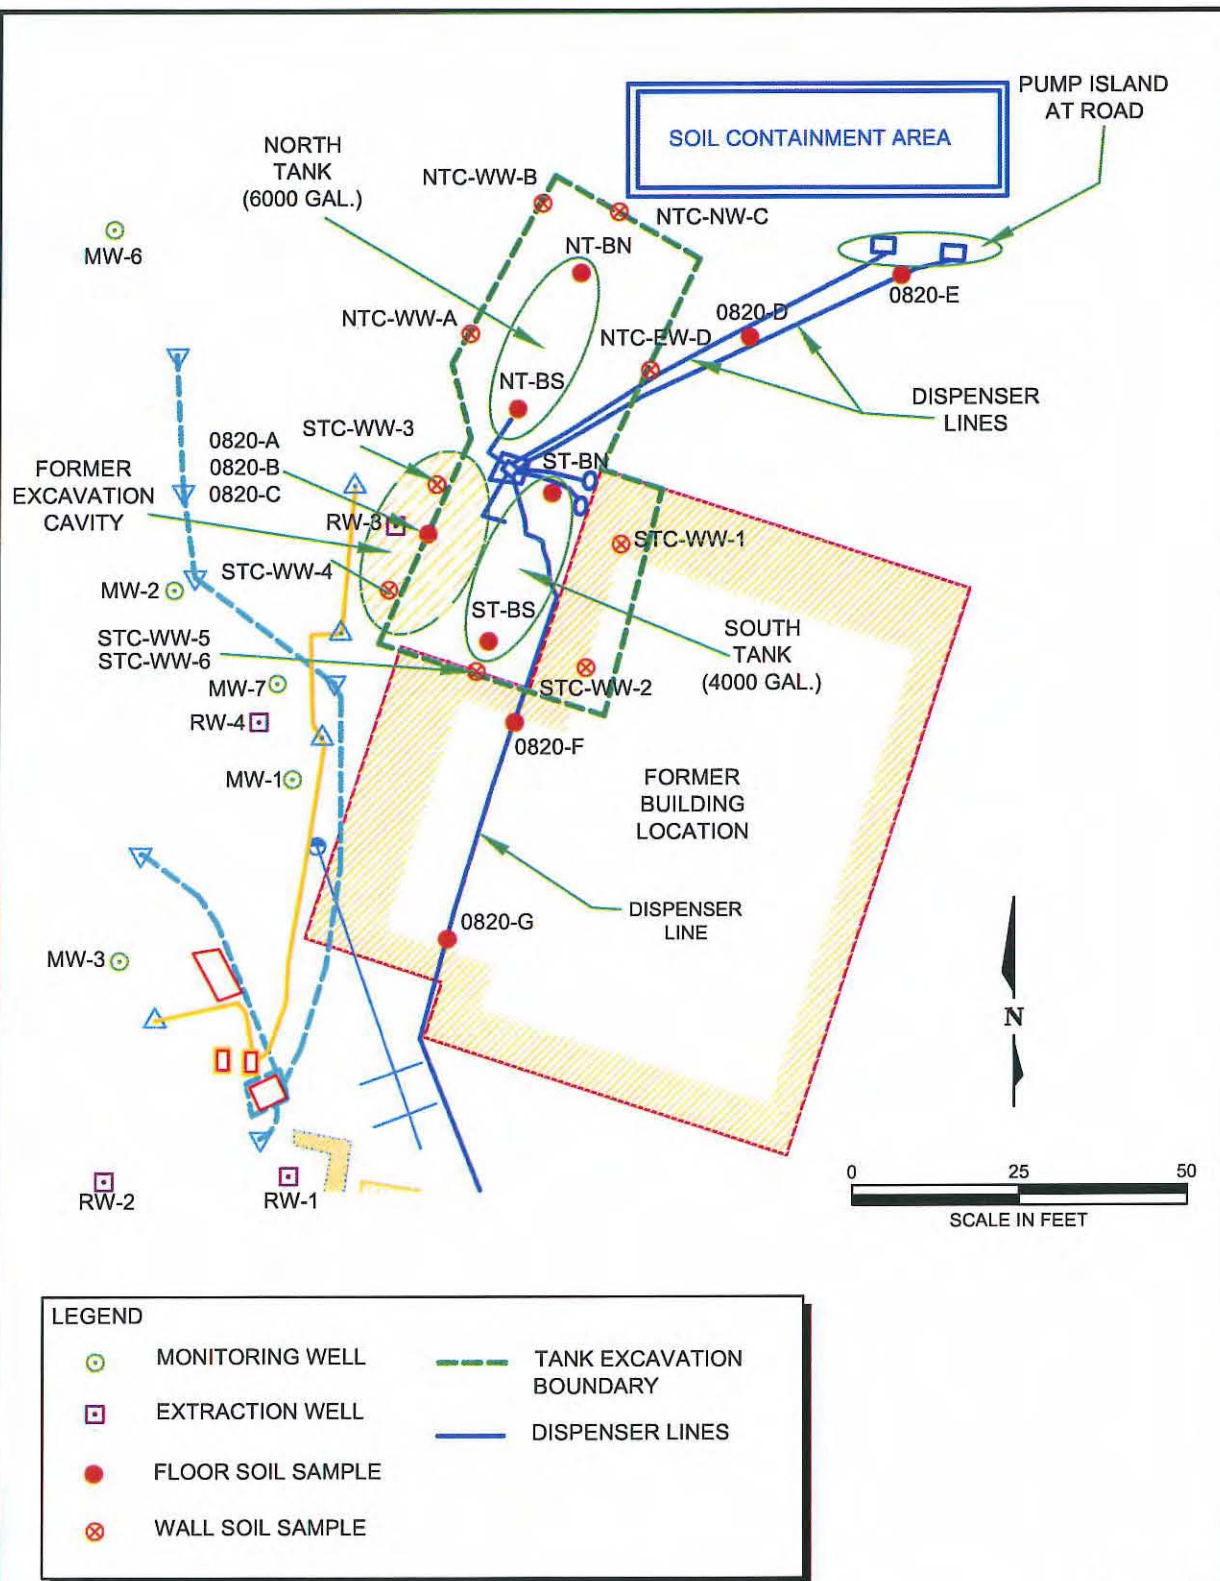 PUMP ISLAND
AT ROAD
SOIL CONTAINMENT AREA
NORTH
TANK
(6000 GAL.)
NTC-WW-B
NTC-NW-C
MW-6
NT-BN
0820-E
NTC-WW-A
0820-D
NTC-EW-D
NT-BS
DISPENSER
LINES
STC-WW-3
0820-A
0820-B
0820-C
ST-BN
FORMER
EXCAVATION
CAVITY
RW-3
STC-WW-1
STC-WW-4
MW-2
ST-BS
SOUTH
TANK
(4000 GAL.)
STC-WW-5
STC-WW-6
MW-7
STC-WW-2
RW-4
0820-F
MW-1
FORMER
BUILDING
LOCATION
DISPENSER
LINE
0820-G
MW-3
N
RW-2
RW-1
0 25 50
SCALE IN FEET
LEGEND
MONITORING WELL
EXTRACTION WELL
FLOOR SOIL SAMPLE
WALL SOIL SAMPLE
TANK EXCAVATION
BOUNDARY
DISPENSER LINES